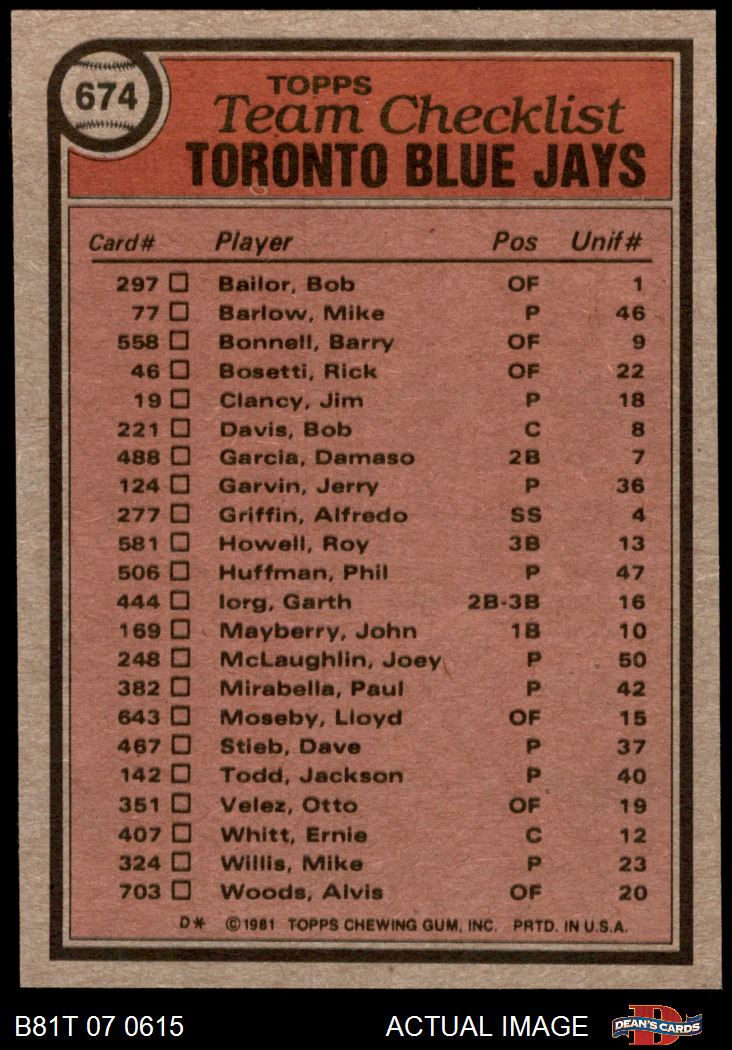 674
TOPPS
Team Checklist
TORONTO BLUE JAYS
Card# Player Pos Unif#
297 Bailor, Bob OF 1
77 Barlow, Mike P 46
558 Bonnell, Barry OF 9
46 Bosetti, Rick OF 22
19 Clancy, Jim P 18
221 Davis, Bob C 8
488 Garcia, Damaso 2B 7
124 Garvin, Jerry P 36
277 Griffin, Alfredo SS 4
581 Howell, Roy 3B 13
506 Huffman, Phil P 47
444 Iorg, Garth 2B-3B 16
169 Mayberry, John 1B 10
248 McLaughlin, Joey P 50
382 Mirabella, Paul P 42
643 Moseby, Lloyd OF 15
467 Stieb, Dave P 37
142 Todd, Jackson P 40
351 Velez, Otto OF 19
407 Whitt, Ernie C 12
324 Willis, Mike P 23
703 Woods, Alvis OF 20
D* ©1981 TOPPS CHEWING GUM, INC. PRTD. IN U.S.A.
B81T 07 0615 ACTUAL IMAGE DEAN'S CARDS